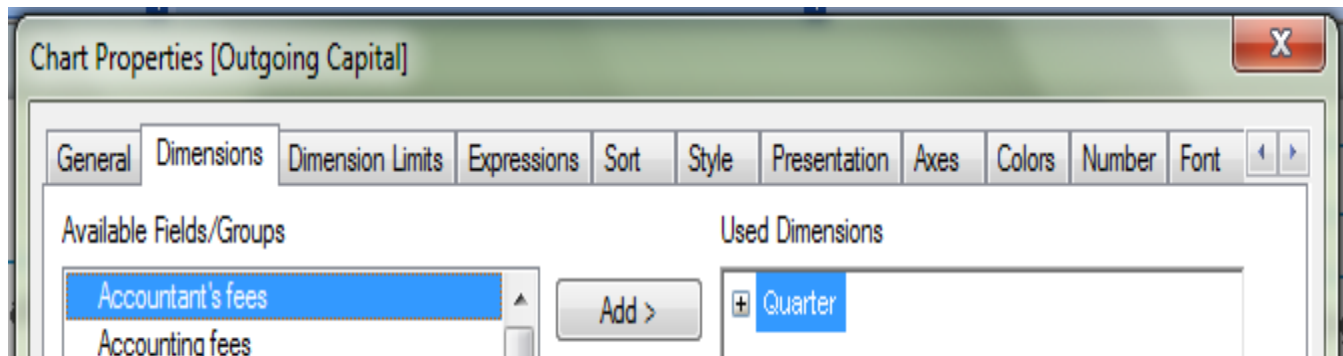 Chart Properties [Outgoing Capital]
General Dimensions Dimension Limits Expressions Sort Style Presentation Axes Colors Number Font
Available Fields/Groups Used Dimensions
Accountant's fees Add > Quarter
Accounting fees